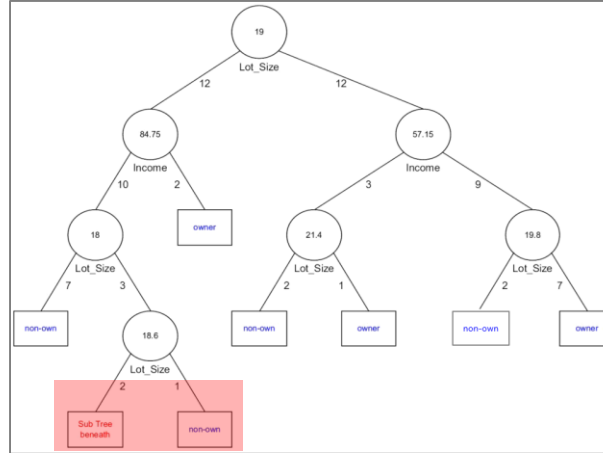 19
Lot_Size
12 12
84.75 57.15
Income Income
10 2 3 9
18 owner 21.4 19.8
Lot_Size Lot_Size Lot_Size
7 3 2 1 2 7
non-own 18.6 non-own owner non-own owner
Lot_Size
2 1
Sub Tree
beneath non-own